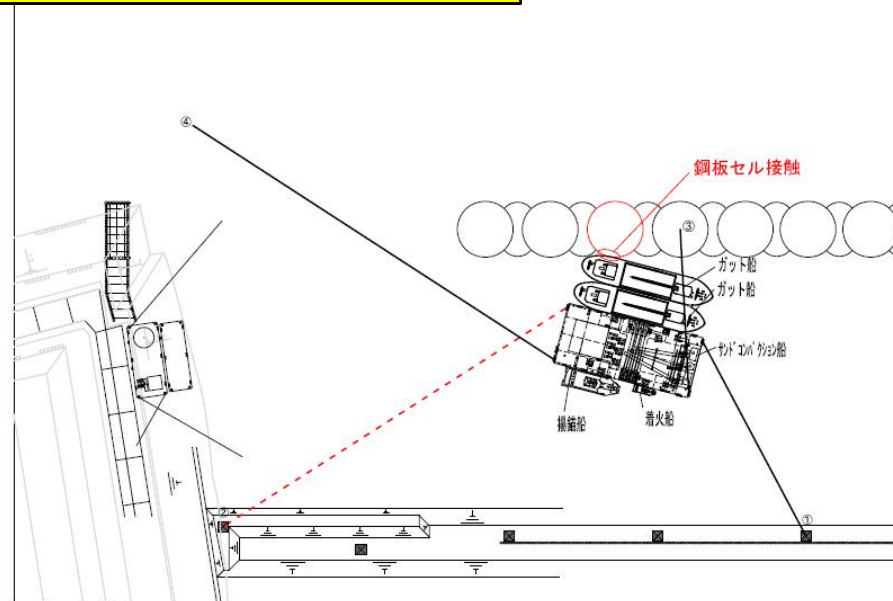 ④
鋼板セル接触
③
ガット船
ガット船
サンドコンパクション船
揚錨船
着火船
②
①